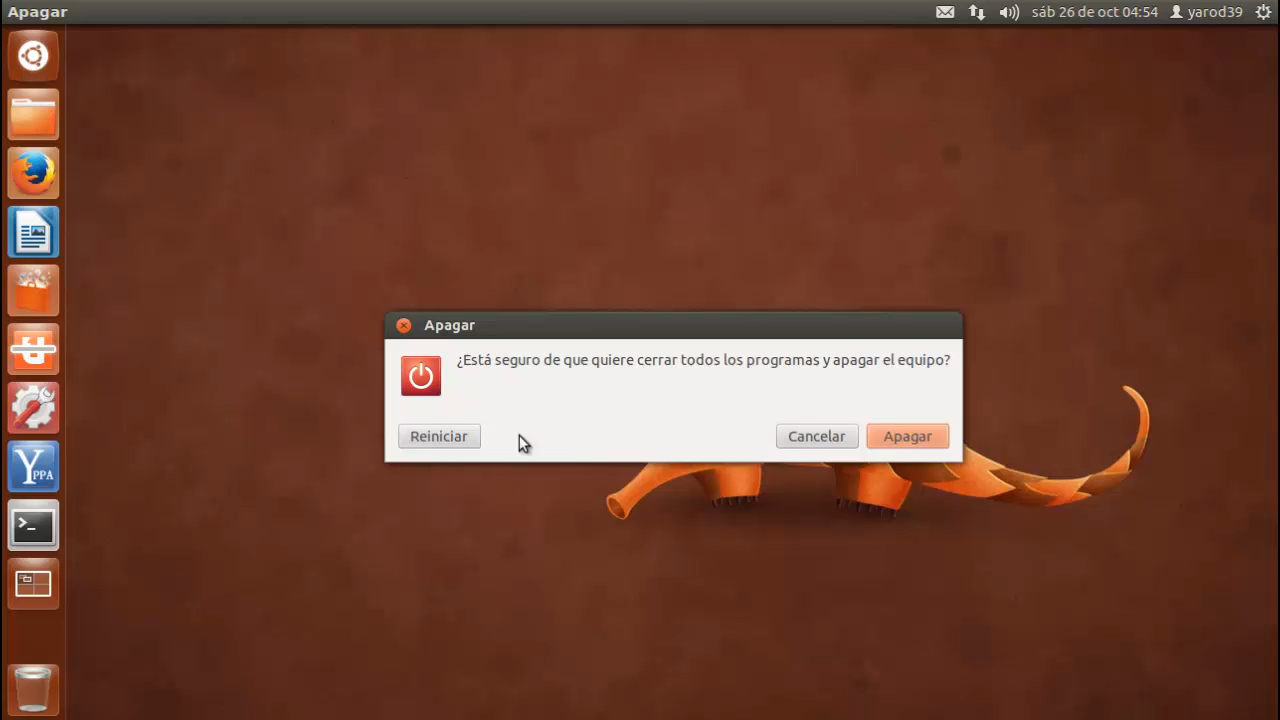 Apagar
sáb 26 de oct 04:54 yarod39
Apagar
¿Está seguro de que quiere cerrar todos los programas y apagar el equipo?
Reiniciar Cancelar Apagar
Y PPA
>_